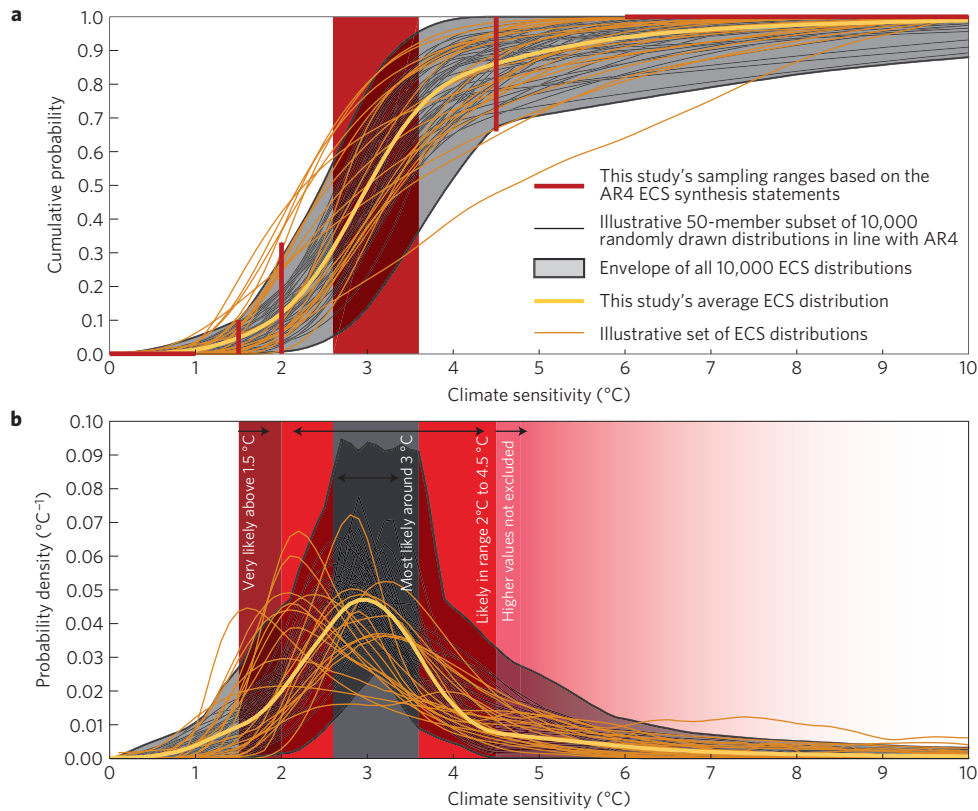 a
1.0
0.9
0.8
0.7
0.6
0.5
0.4
0.3
0.2
0.1
0.0
Cumulative probability
0 1 2 3 4 5 6 7 8 9 10
Climate sensitivity (°C)
This study's sampling ranges based on the
AR4 ECS synthesis statements
Illustrative 50-member subset of 10,000
randomly drawn distributions in line with AR4
Envelope of all 10,000 ECS distributions
This study's average ECS distribution
Illustrative set of ECS distributions
b
0.10
0.09
0.08
0.07
0.06
0.05
0.04
0.03
0.02
0.01
0.00
Probability density (°C⁻¹)
Very likely above 1.5 °C
Most likely around 3 °C
Likely in range 2°C to 4.5 °C
Higher values not excluded
0 1 2 3 4 5 6 7 8 9 10
Climate sensitivity (°C)